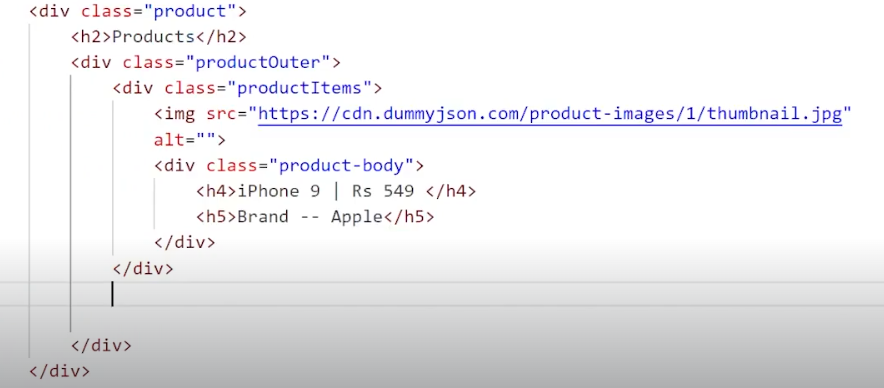 <div class="product">
<h2>Products</h2>
<div class="productOuter">
<div class="productItems">
<img src="https://cdn.dummyjson.com/product-images/1/thumbnail.jpg"
alt="">
<div class="product-body">
<h4>iPhone 9 | Rs 549 </h4>
<h5>Brand -- Apple</h5>
</div>
</div>
</div>
</div>